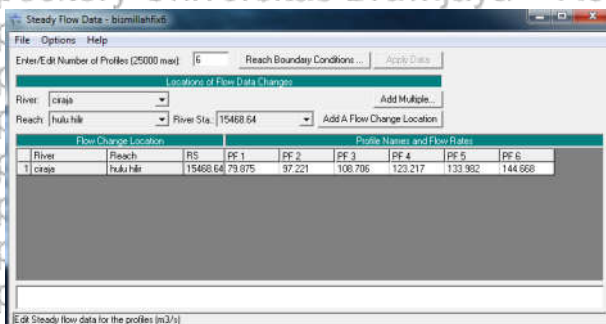 Steady Flow Data - bismillahfix6
File Options Help
Enter/Edit Number of Profiles (25000 max): 6 Reach Boundary Conditions ... Apply Data
Locations of Flow Data Changes
River: ciraja Add Multiple...
Reach: hulu hilir River Sta.: 15468.64 Add A Flow Change Location
Flow Change Location Profile Names and Flow Rates
River Reach RS PF 1 PF 2 PF 3 PF 4 PF 5 PF 6
1 ciraja hulu hilir 15468.64 79.875 97.221 108.706 123.217 133.982 144.668
Edit Steady flow data for the profiles (m3/s)